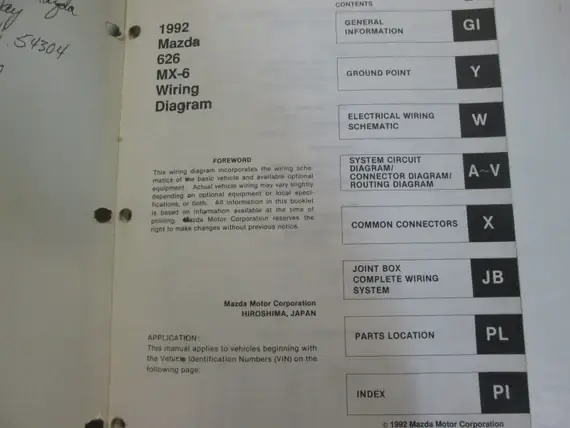 Mazda
54304
1992
Mazda
626
MX-6
Wiring
Diagram
FOREWORD
This wiring diagram incorporates the wiring sche-
matics of the basic vehicle and available optional
equipment. Actual vehicle wiring may vary slightly
depending on optional equipment or local speci-
fications, or both. All information in this booklet
is based on information available at the time of
printing. Mazda Motor Corporation reserves the
right to make changes without previous notice.
Mazda Motor Corporation
HIROSHIMA, JAPAN
APPLICATION:
This manual applies to vehicles beginning with
the Vehicle Identification Numbers (VIN) on the
following page.
CONTENTS
GENERAL
INFORMATION
GI
GROUND POINT
Y
ELECTRICAL WIRING
SCHEMATIC
W
SYSTEM CIRCUIT
DIAGRAM/
CONNECTOR DIAGRAM/
ROUTING DIAGRAM
A~V
COMMON CONNECTORS
X
JOINT BOX
COMPLETE WIRING
SYSTEM
JB
PARTS LOCATION
PL
INDEX
PI
© 1992 Mazda Motor Corporation